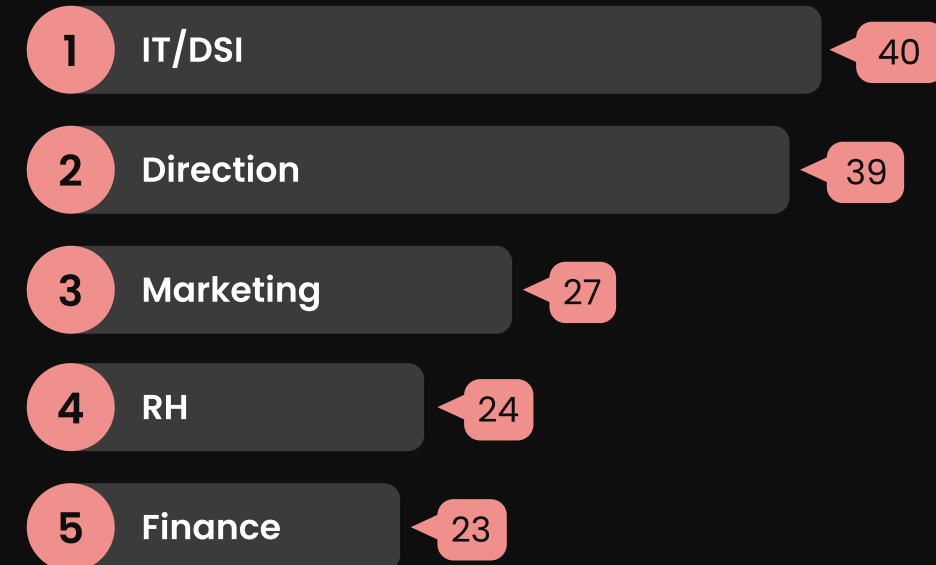 1 IT/DSI 40
2 Direction 39
3 Marketing 27
4 RH 24
5 Finance 23